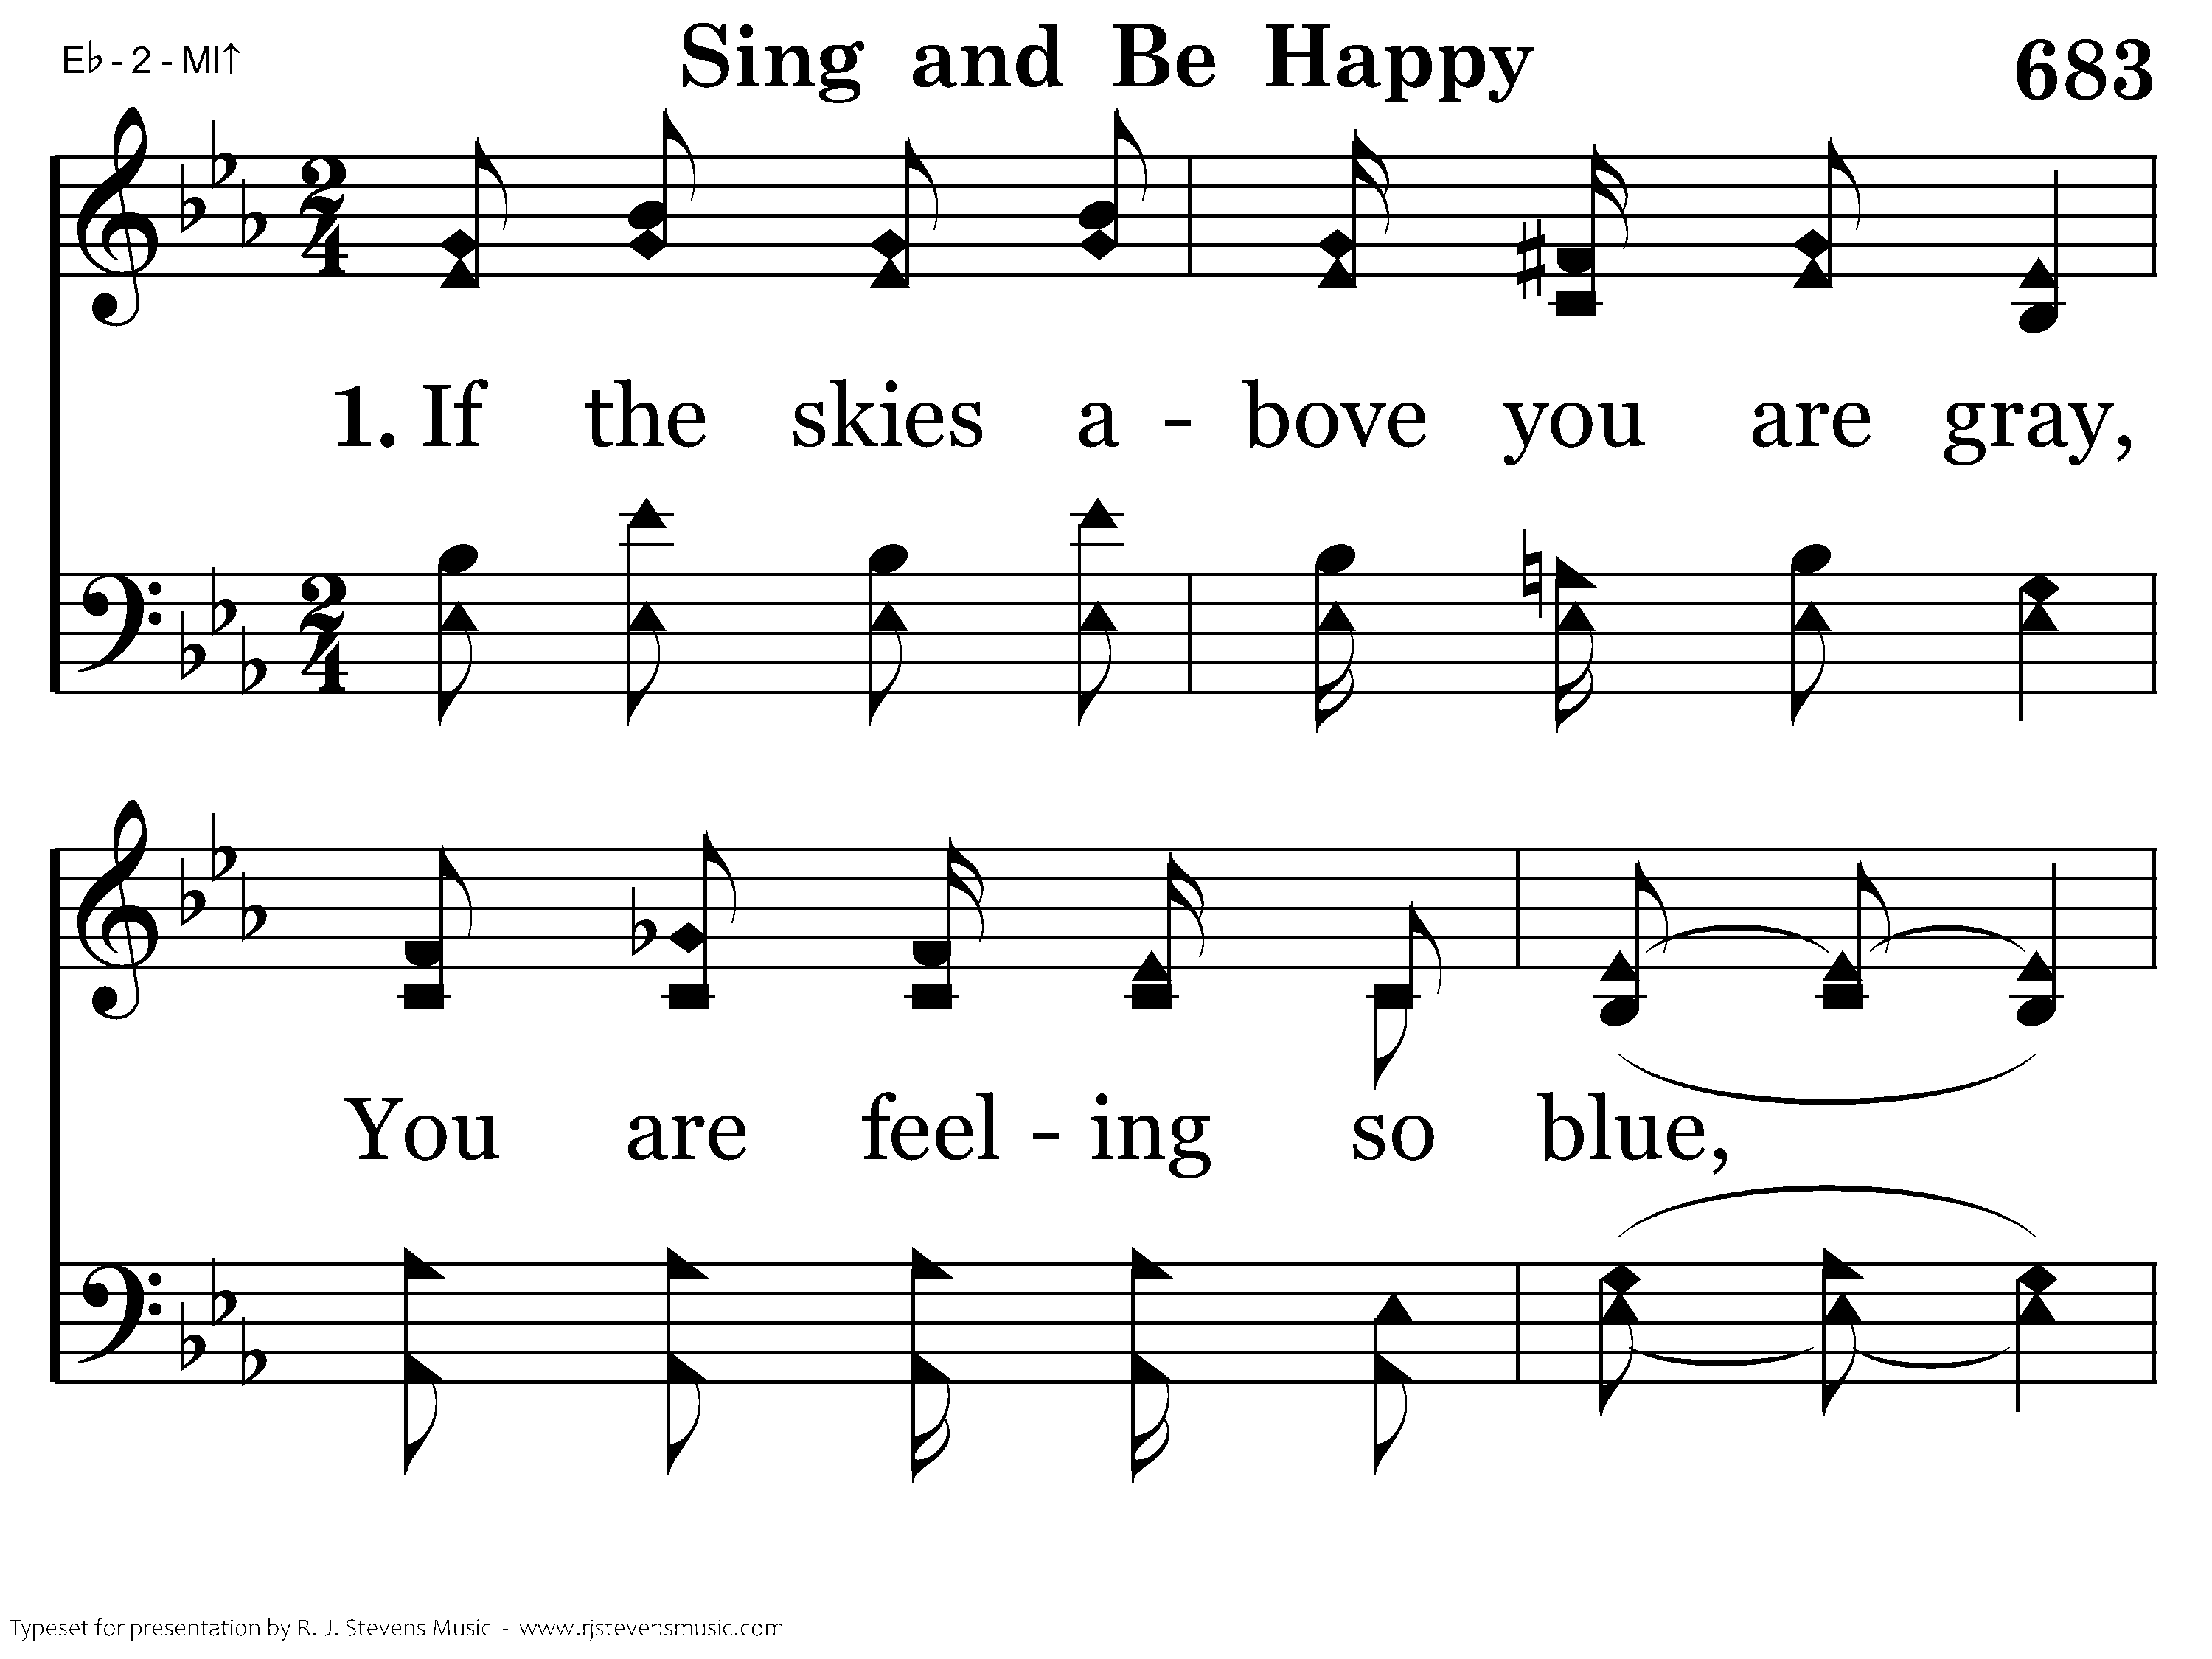 E♭ - 2 - MI↑
Sing and Be Happy
683
1. If the skies a - bove you are gray,
You are feel - ing so blue,
Typeset for presentation by R. J. Stevens Music - www.rjstevensmusic.com